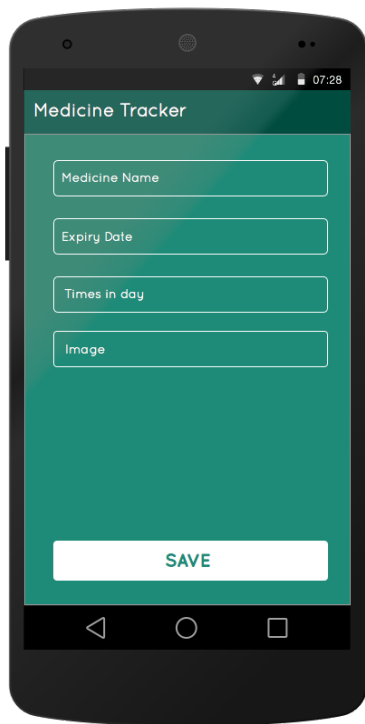 07:28
Medicine Tracker
Medicine Name
Expiry Date
Times in day
Image
SAVE